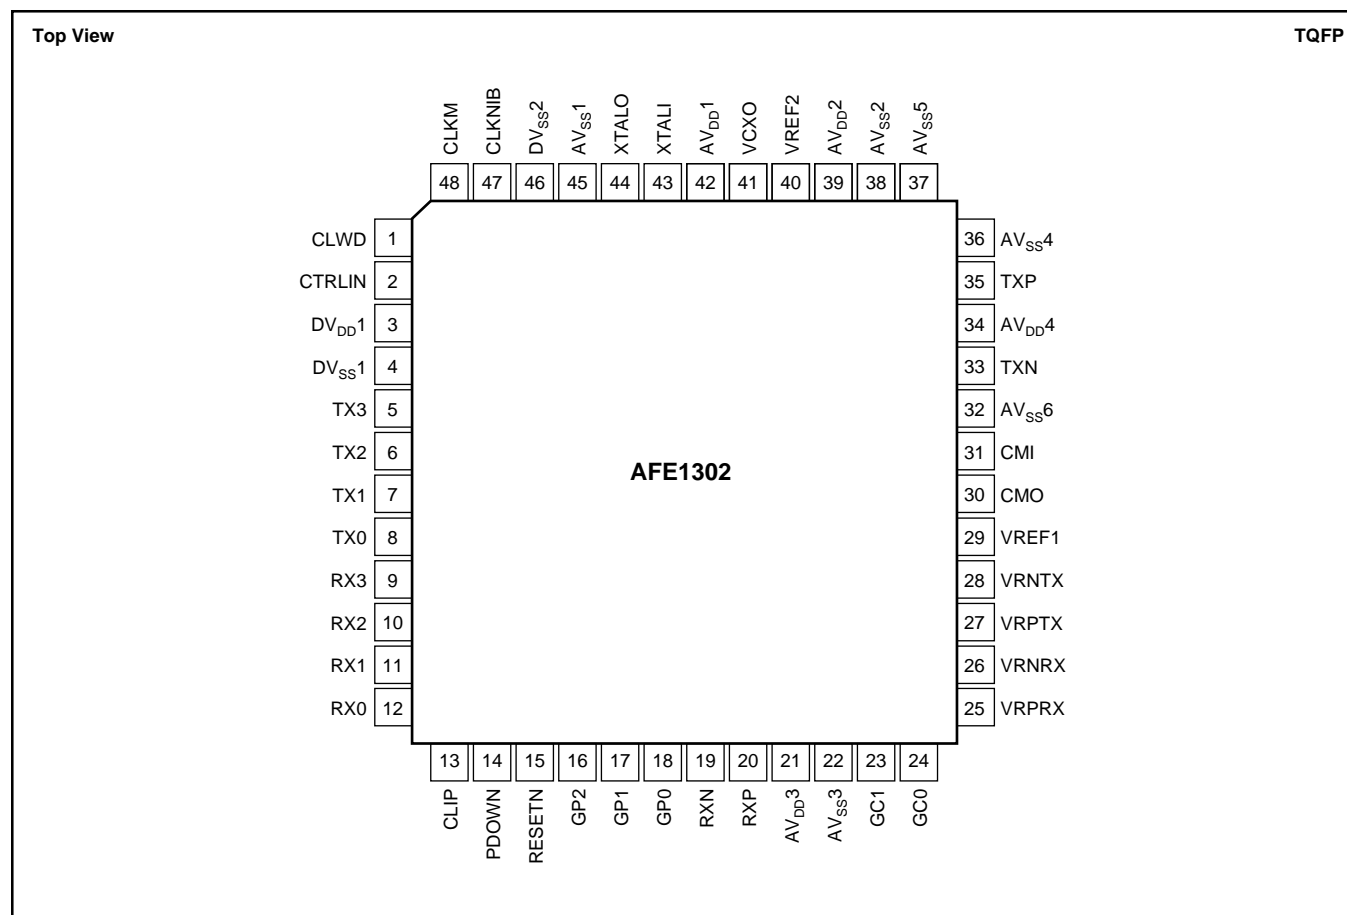 Top View
TQFP
CLKM
CLKNIB
DVSS2
AVSS1
XTALO
XTALI
AVDD1
VCXO
VREF2
AVDD2
AVSS2
AVSS5
48 47 46 45 44 43 42 41 40 39 38 37
CLWD 1
CTRLIN 2
DVDD1 3
DVSS1 4
TX3 5
TX2 6
TX1 7
TX0 8
RX3 9
RX2 10
RX1 11
RX0 12
AFE1302
36 AVSS4
35 TXP
34 AVDD4
33 TXN
32 AVSS6
31 CMI
30 CMO
29 VREF1
28 VRNTX
27 VRPTX
26 VRNRX
25 VRPRX
13 14 15 16 17 18 19 20 21 22 23 24
CLIP
PDOWN
RESETN
GP2
GP1
GP0
RXN
RXP
AVDD3
AVSS3
GC1
GC0